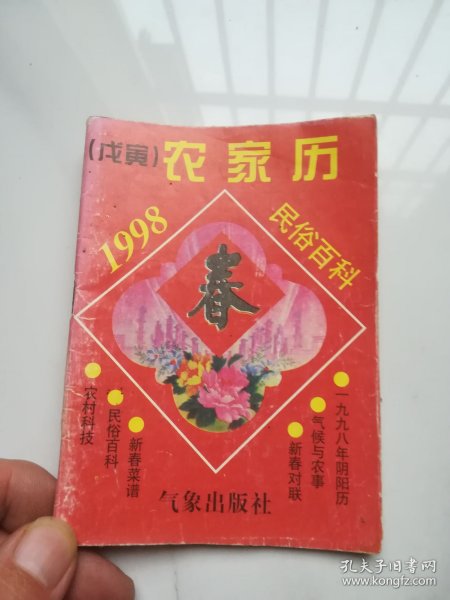 (戊寅)农家历
1998
民俗百科
春
农村科技
民俗百科
新春菜谱
新春对联
气候与农事
一九九八年阴阳历
气象出版社
孔夫子旧书网
www.kongfz.com